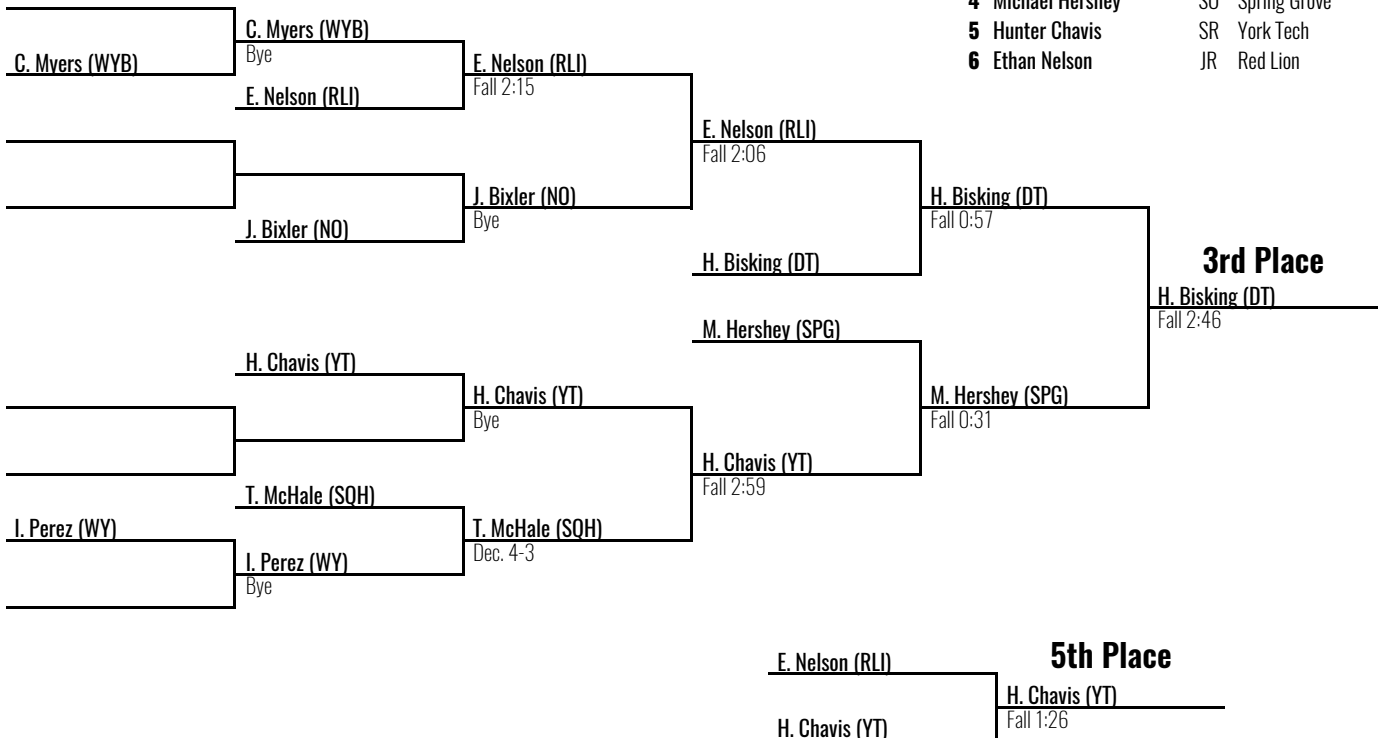 4 Michael Hershey SO Spring Grove
C. Myers (WYB)
Bye
5 Hunter Chavis SR York Tech
C. Myers (WYB)
E. Nelson (RLI)
Fall 2:15
6 Ethan Nelson JR Red Lion
E. Nelson (RLI)
E. Nelson (RLI)
Fall 2:06
J. Bixler (NO)
Bye
H. Bisking (DT)
Fall 0:57
J. Bixler (NO)
H. Bisking (DT)
3rd Place
H. Bisking (DT)
Fall 2:46
M. Hershey (SPG)
H. Chavis (YT)
H. Chavis (YT)
Bye
M. Hershey (SPG)
Fall 0:31
H. Chavis (YT)
Fall 2:59
T. McHale (SQH)
I. Perez (WY)
T. McHale (SQH)
Dec. 4-3
I. Perez (WY)
Bye
5th Place
E. Nelson (RLI)
H. Chavis (YT)
Fall 1:26
H. Chavis (YT)